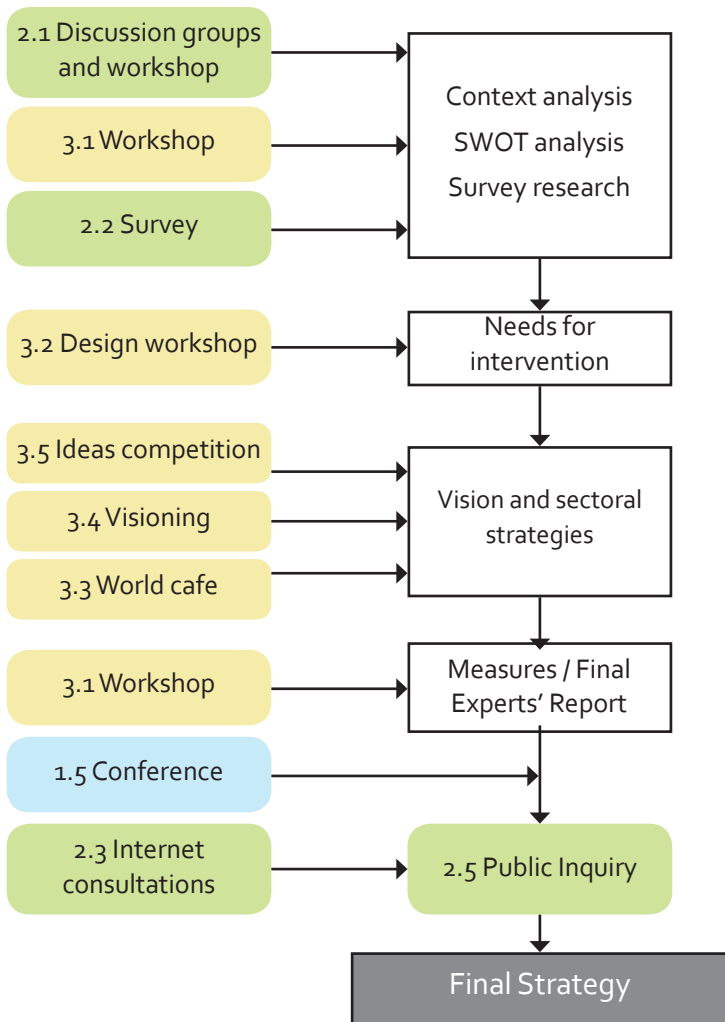 2.1 Discussion groups
and workshop
3.1 Workshop
2.2 Survey
Context analysis
SWOT analysis
Survey research
3.2 Design workshop
Needs for
intervention
3.5 Ideas competition
3.4 Visioning
3.3 World cafe
Vision and sectoral
strategies
3.1 Workshop
Measures / Final
Experts' Report
1.5 Conference
2.3 Internet
consultations
2.5 Public Inquiry
Final Strategy